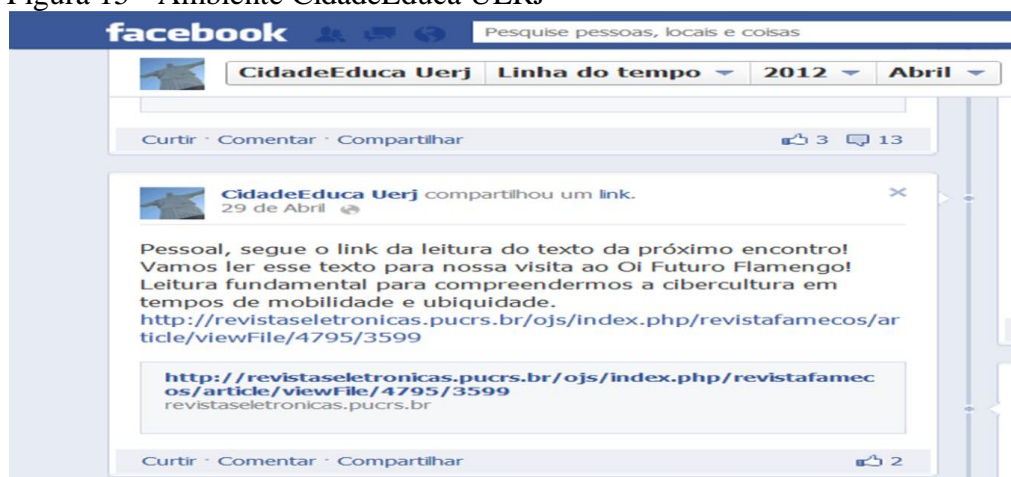 Figura 15 - Ambiente CidadeEduca UERJ
facebook Pesquise pessoas, locais e coisas
CidadeEduca Uerj Linha do tempo 2012 Abril
Curtir · Comentar · Compartilhar 3 13
CidadeEduca Uerj compartilhou um link.
29 de Abril
Pessoal, segue o link da leitura do texto da próximo encontro!
Vamos ler esse texto para nossa visita ao Oi Futuro Flamengo!
Leitura fundamental para compreendermos a cibercultura em
tempos de mobilidade e ubiquidade.
http://revistaseletronicas.pucrs.br/ojs/index.php/revistafamecos/ar
ticle/viewFile/4795/3599
http://revistaseletronicas.pucrs.br/ojs/index.php/revistafamec
os/article/viewFile/4795/3599
revistaseletronicas.pucrs.br
Curtir · Comentar · Compartilhar 2